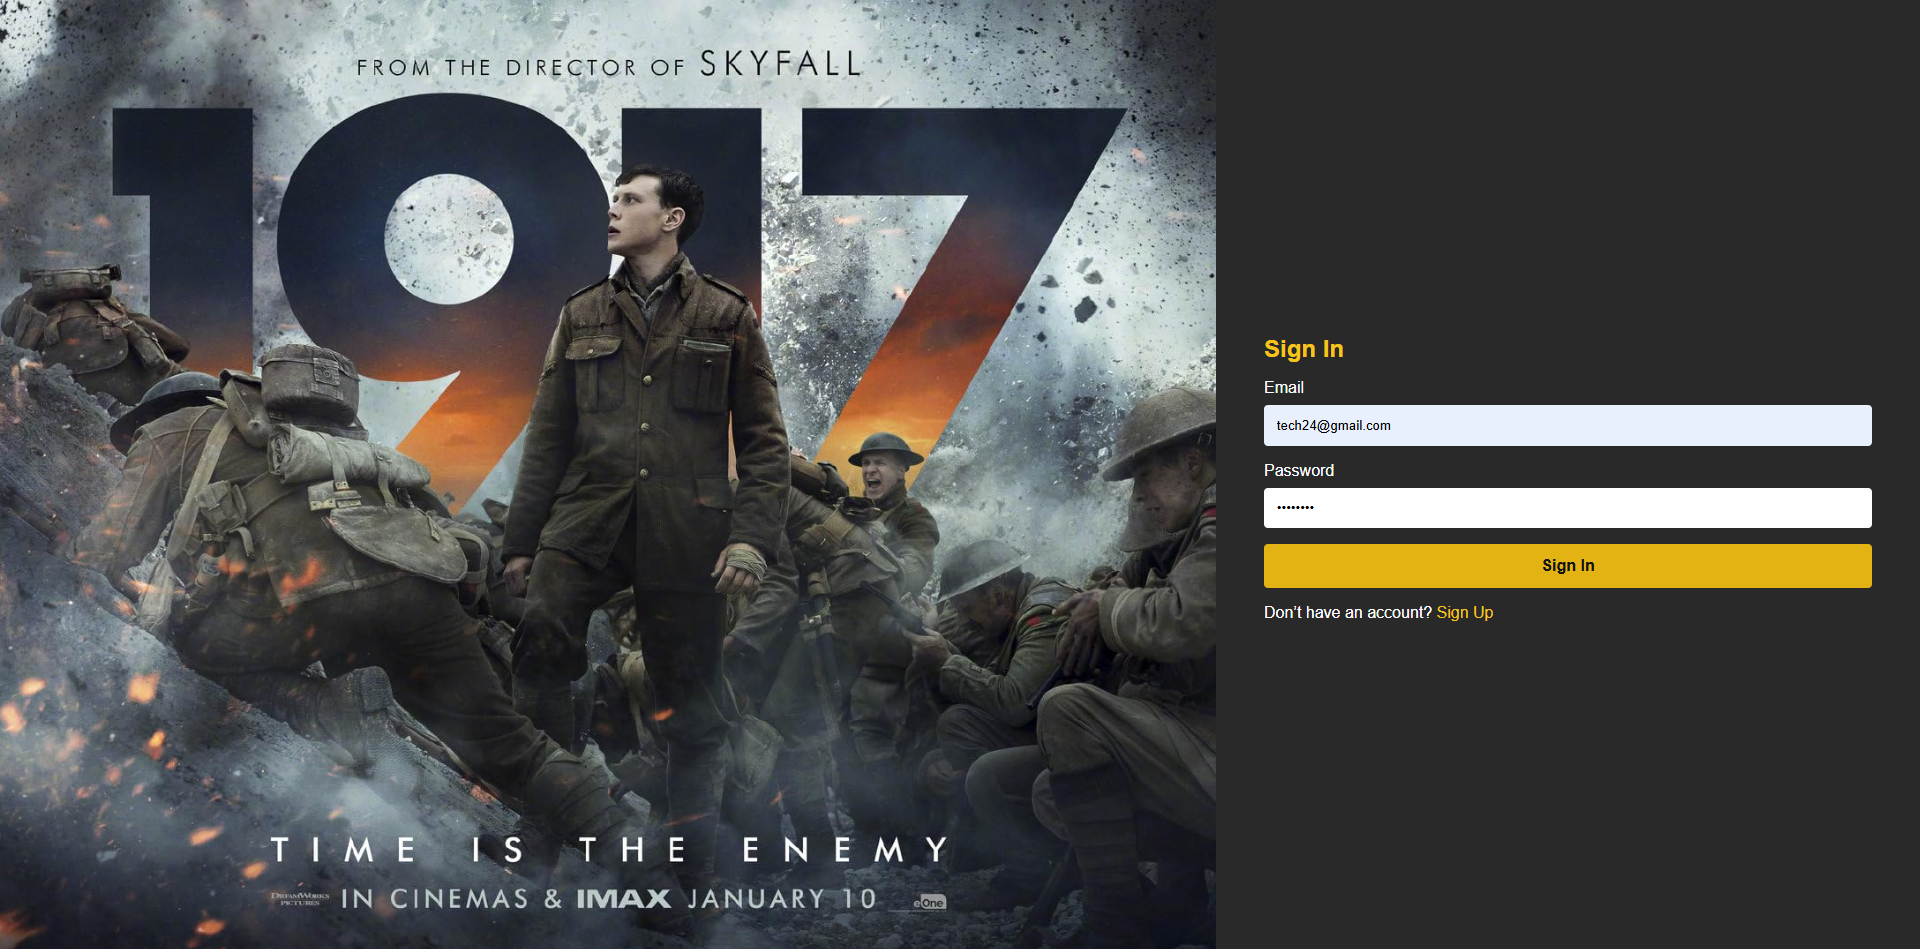 FROM THE DIRECTOR OF SKYFALL
1917
TIME IS THE ENEMY
DREAMWORKS
PICTURES
IN CINEMAS & IMAX JANUARY 10
eOne
Sign In
Email
tech24@gmail.com
Password
••••••••
Sign In
Don't have an account? Sign Up